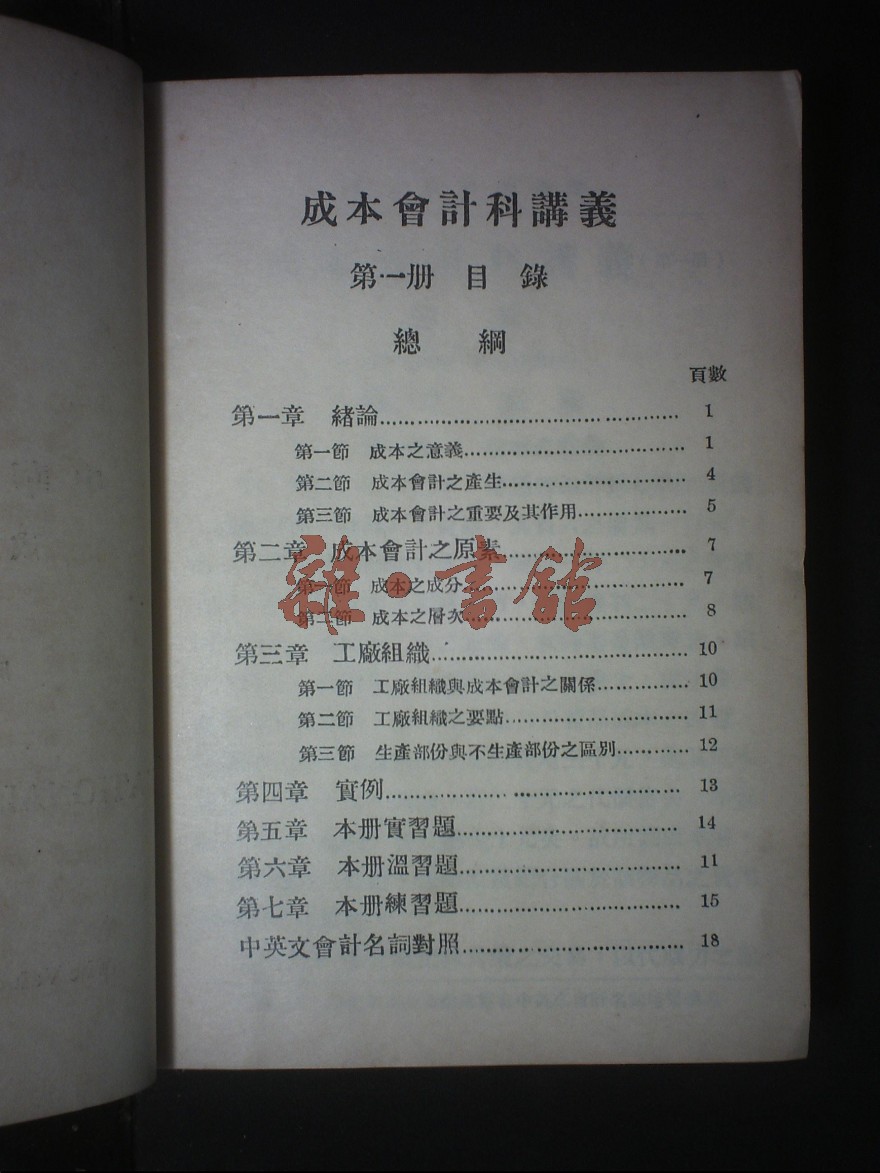 成本會計科講義
第一册 目錄
總 綱
頁數
第一章 緒論 1
第一節 成本之意義 1
第二節 成本會計之產生 4
第三節 成本會計之重要及其作用 5
第二章 成本會計之原素 7
第一節 成本之成分 7
第二節 成本之層次 8
第三章 工廠組織 10
第一節 工廠組織與成本會計之關係 10
第二節 工廠組織之要點 11
第三節 生產部份與不生產部份之區別 12
第四章 實例 13
第五章 本册實習題 14
第六章 本册溫習題 11
第七章 本册練習題 15
中英文會計名詞對照 18
雜·書館